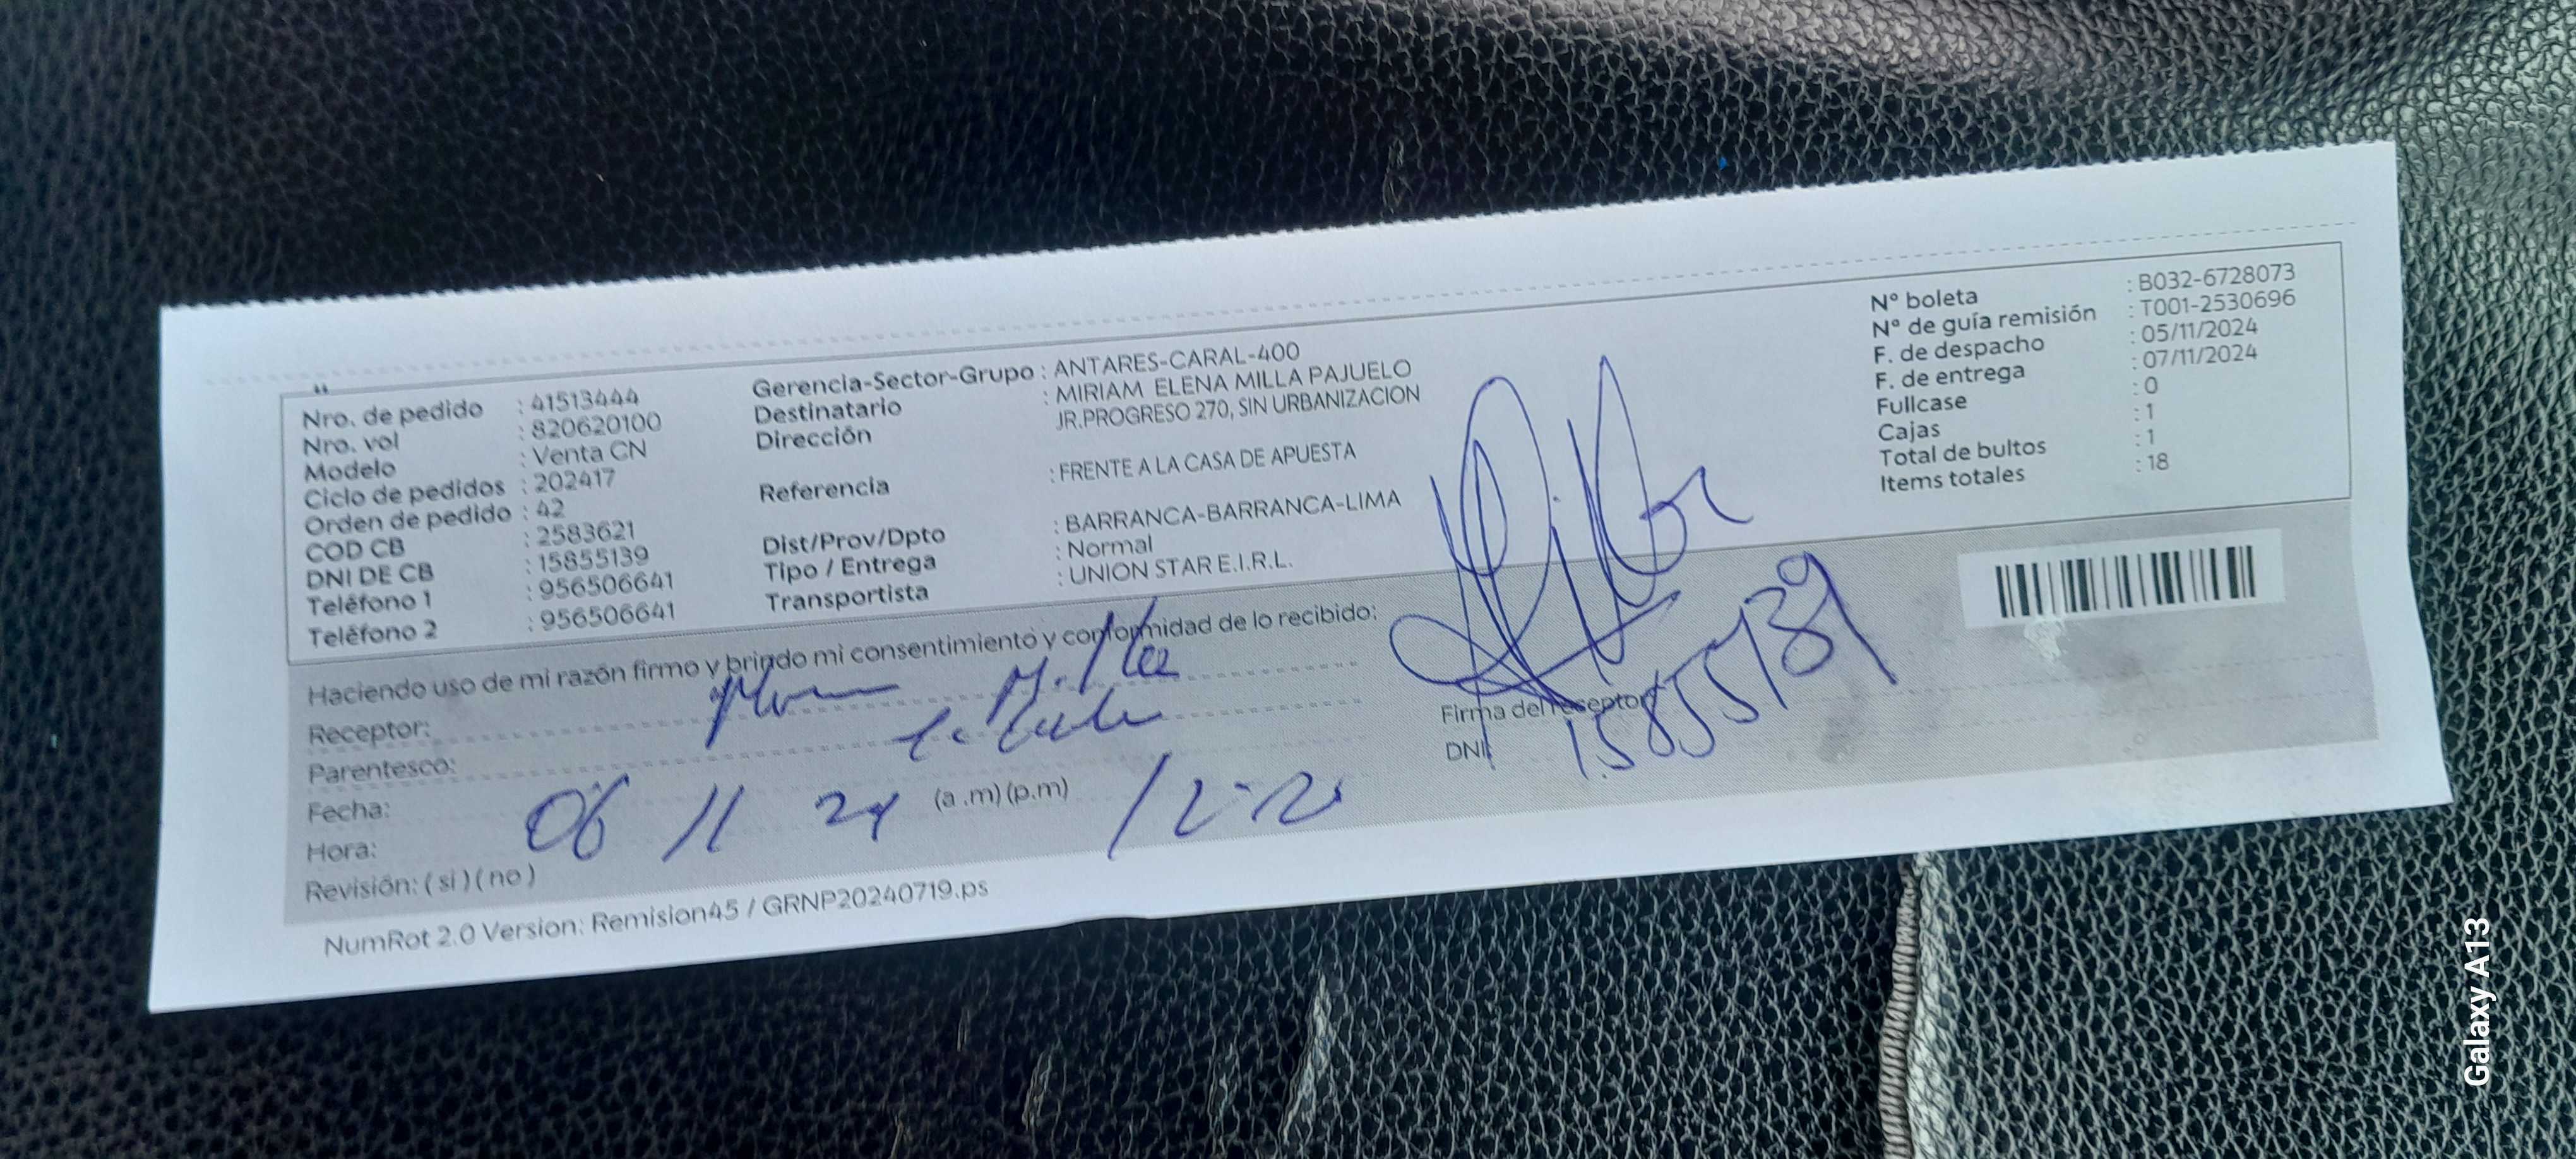 Nro. de pedido : 41513444
Nro. vol : 820620100
Modelo : Venta CN
Ciclo de pedidos : 202417
Orden de pedido : 42
COD CB : 2583621
DNI DE CB : 15855139
Teléfono 1 : 956506641
Teléfono 2 : 956506641
Gerencia-Sector-Grupo : ANTARES-CARAL-400
Destinatario : MIRIAM ELENA MILLA PAJUELO
Dirección JR.PROGRESO 270, SIN URBANIZACION
Referencia : FRENTE A LA CASA DE APUESTA
Dist/Prov/Dpto : BARRANCA-BARRANCA-LIMA
Tipo / Entrega : Normal
Transportista : UNION STAR E.I.R.L.
N° boleta : B032-6728073
N° de guía remisión : T001-2530696
F. de despacho : 05/11/2024
F. de entrega : 07/11/2024
Fullcase : 0
Cajas : 1
Total de bultos : 1
Items totales : 18
Haciendo uso de mi razón firmo y brindo mi consentimiento y conformidad de lo recibido:
Receptor: Milla
Parentesco:
Fecha: 06 11 24 (a .m) (p.m) 12:20
Hora:
Revisión: ( si ) ( no )
Firma del receptor
DNI: 15855139
NumRot 2.0 Version: Remision45 / GRNP20240719.ps
Galaxy A13